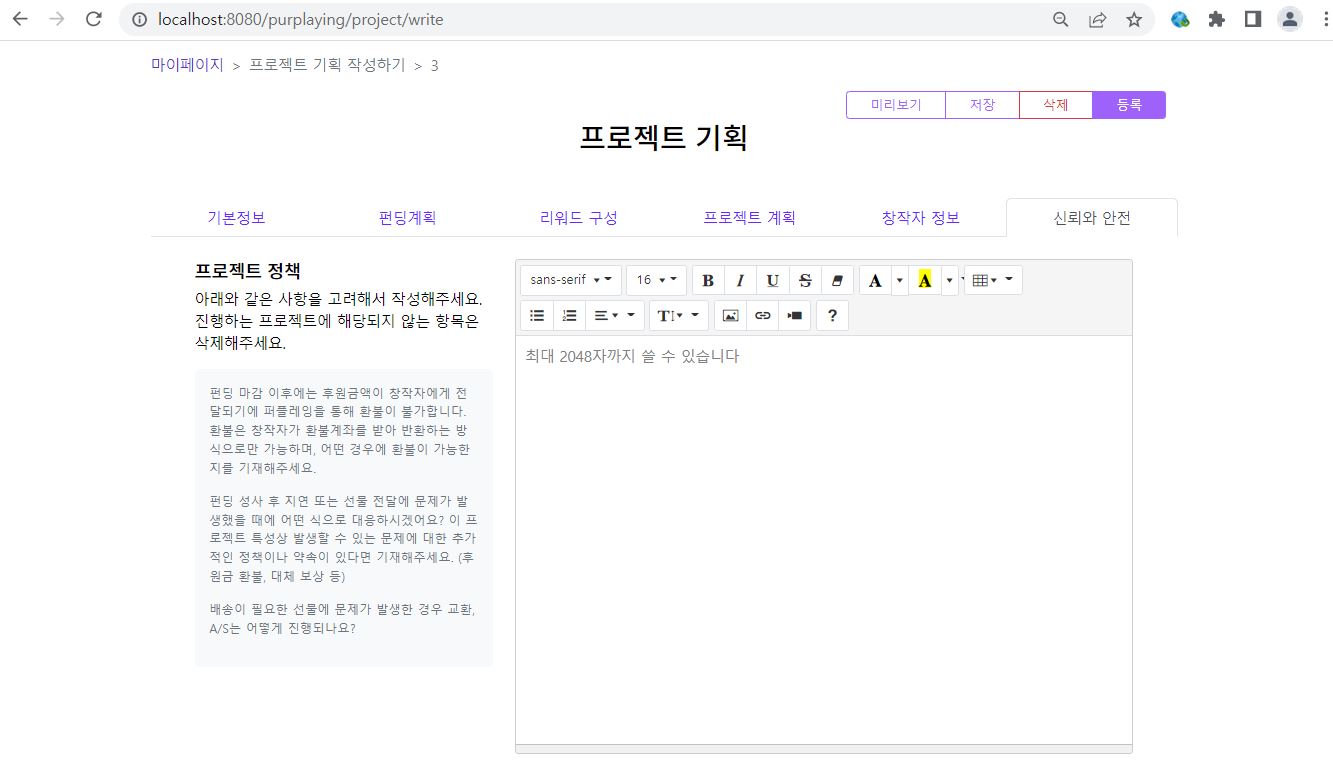 localhost:8080/purplaying/project/write
마이페이지 > 프로젝트 기획 작성하기 > 3
미리보기 저장 삭제 등록
프로젝트 기획
기본정보 펀딩계획 리워드 구성 프로젝트 계획 창작자 정보 신뢰와 안전
프로젝트 정책
아래와 같은 사항을 고려해서 작성해주세요.
진행하는 프로젝트에 해당되지 않는 항목은
삭제해주세요.
펀딩 마감 이후에는 후원금액이 창작자에게 전
달되기에 퍼플레잉을 통해 환불이 불가합니다.
환불은 창작자가 환불계좌를 받아 반환하는 방
식으로만 가능하며, 어떤 경우에 환불이 가능한
지를 기재해주세요.
펀딩 성사 후 지연 또는 선물 전달에 문제가 발
생했을 때에 어떤 식으로 대응하시겠어요? 이 프
로젝트 특성상 발생할 수 있는 문제에 대한 추가
적인 정책이나 약속이 있다면 기재해주세요. (후
원금 환불, 대체 보상 등)
배송이 필요한 선물에 문제가 발생한 경우 교환,
A/S는 어떻게 진행되나요?
sans-serif 16 B I U S A A
T ?
최대 2048자까지 쓸 수 있습니다